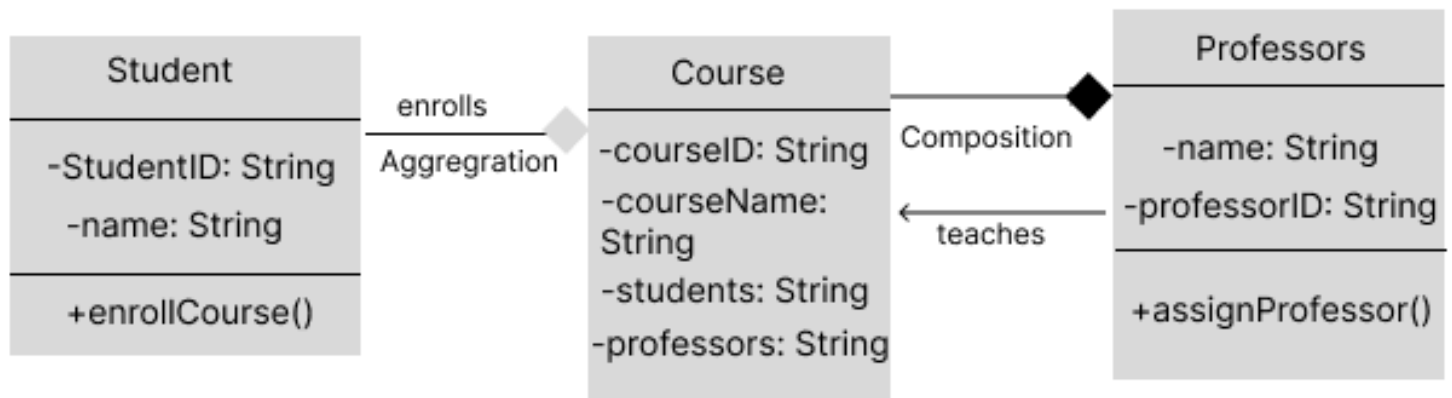 Student
-StudentID: String
-name: String
+enrollCourse()
enrolls
Aggregration
Course
-courseID: String
-courseName:
String
-students: String
-professors: String
Composition
teaches
Professors
-name: String
-professorID: String
+assignProfessor()